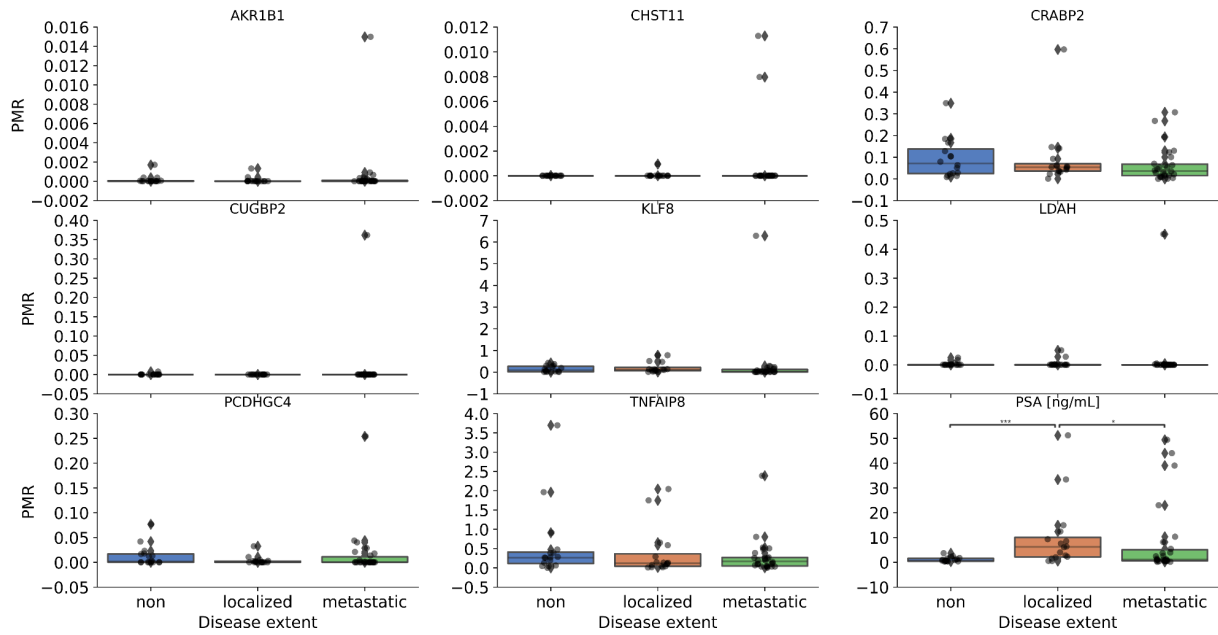 AKR1B1 CHST11 CRABP2
0.016 0.012 0.7
0.014 0.010 0.6
0.012 0.008 0.5
0.010 0.006 0.4
0.008 0.004 0.3
0.006 0.002 0.2
0.004 0.000 0.1
0.002 −0.002 0.0
0.000 −0.1
−0.002
PMR
CUGBP2 KLF8 LDAH
0.40 7 0.5
0.35 6 0.4
0.30 5 0.3
0.25 4 0.2
0.20 3 0.1
0.15 2 0.0
0.10 1 −0.1
0.05 0
0.00 −1
−0.05
PMR
PCDHGC4 TNFAIP8 PSA [ng/mL]
0.30 4.0 60
0.25 3.5 50
0.20 3.0 40
0.15 2.5 30
0.10 2.0 20
0.05 1.5 10
0.00 1.0 0
−0.05 0.5 −10
0.0
−0.5
PMR
*** *
non localized metastatic non localized metastatic non localized metastatic
Disease extent Disease extent Disease extent